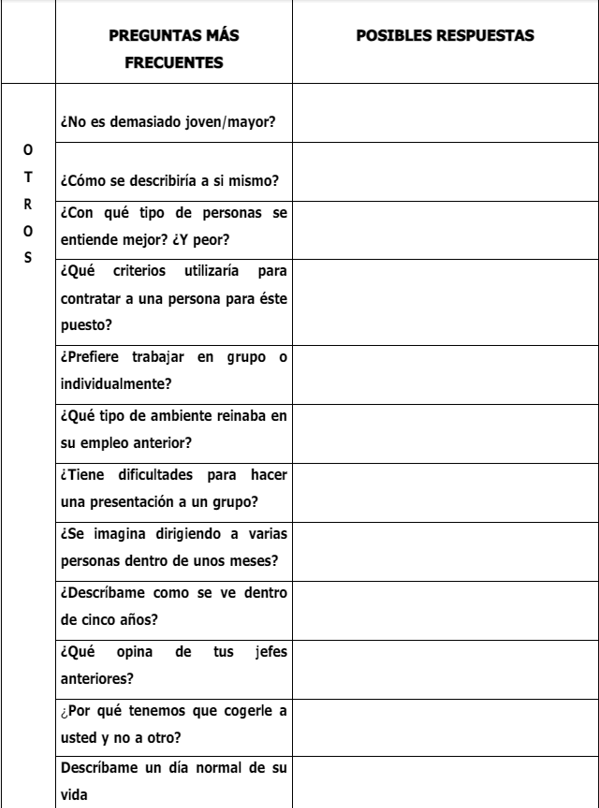 PREGUNTAS MÁS
FRECUENTES
POSIBLES RESPUESTAS
O
T
R
O
S
¿No es demasiado joven/mayor?
¿Cómo se describiría a si mismo?
¿Con qué tipo de personas se
entiende mejor? ¿Y peor?
¿Qué criterios utilizaría para
contratar a una persona para éste
puesto?
¿Prefiere trabajar en grupo o
individualmente?
¿Qué tipo de ambiente reinaba en
su empleo anterior?
¿Tiene dificultades para hacer
una presentación a un grupo?
¿Se imagina dirigiendo a varias
personas dentro de unos meses?
¿Descríbame como se ve dentro
de cinco años?
¿Qué opina de tus jefes
anteriores?
¿Por qué tenemos que cogerle a
usted y no a otro?
Descríbame un día normal de su
vida